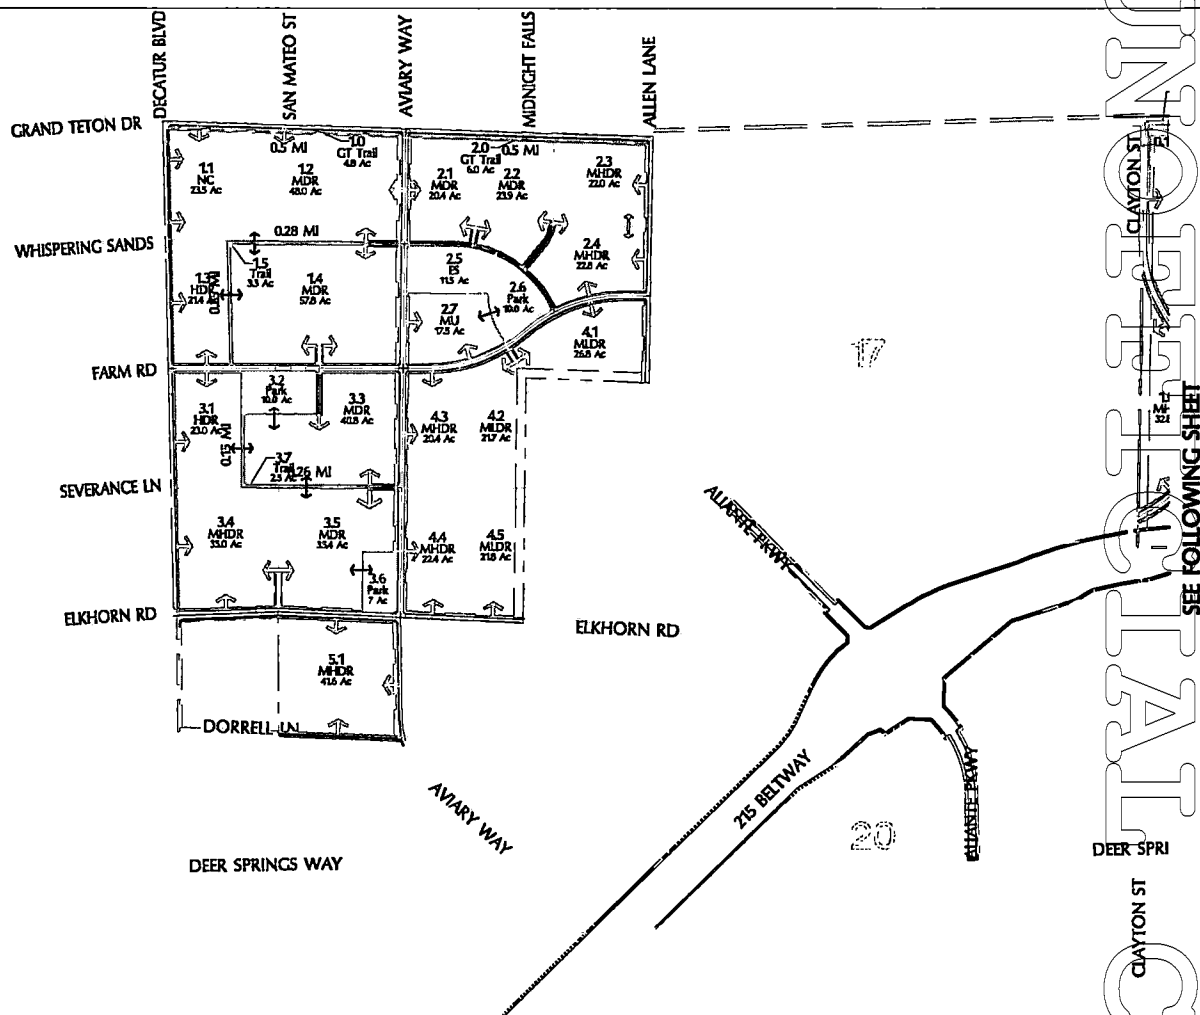 DECATUR BLVD
SAN MATEO ST
AVIARY WAY
MIDNIGHT FALLS
ALLEN LANE
GRAND TETON DR
WHISPERING SANDS
FARM RD
SEVERANCE LN
ELKHORN RD
1.0
GT Trail
4.8 Ac
0.5 MI
1.1
NC
23.5 Ac
1.2
MDR
48.0 Ac
2.0
GT Trail
6.0 Ac
0.5 MI
2.1
MDR
20.4 Ac
2.2
MDR
23.9 Ac
2.3
MHDR
22.0 Ac
0.28 MI
1.5
Trail
3.3 Ac
1.3
HDR
21.4 Ac
1.4
MDR
57.8 Ac
2.4
MHDR
22.8 Ac
2.5
ES
11.5 Ac
2.6
Park
10.0 Ac
2.7
MU
17.5 Ac
4.1
MLDR
26.8 Ac
3.1
HDR
23.0 Ac
3.2
Park
10.0 Ac
3.3
MDR
40.8 Ac
4.3
MHDR
20.4 Ac
4.2
MLDR
21.7 Ac
0.15 MI
3.7
Trail
2.5 Ac
0.26 MI
3.4
MHDR
33.0 Ac
3.5
MDR
33.4 Ac
3.6
Park
7 Ac
4.4
MHDR
22.4 Ac
4.5
MLDR
21.8 Ac
5.1
MHDR
41.6 Ac
DORRELL LN
ELKHORN RD
AVIARY WAY
DEER SPRINGS WAY
17
20
ALIANTE PKWY
215 BELTWAY
ALIANTE PKWY
CLAYTON ST
SEE FOLLOWING SHEET
DEER SPRI
CLAYTON ST
UNOFFICIAL C